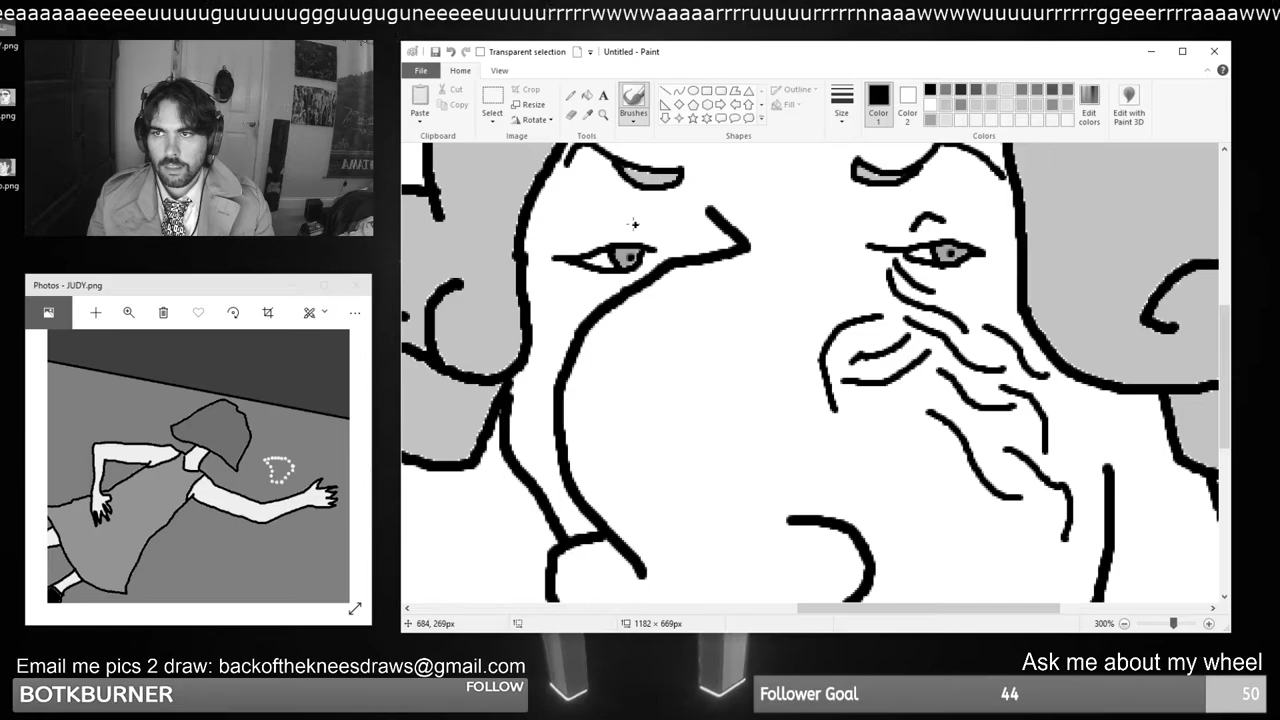 Transparent selection
Untitled - Paint
File
Home
View
Paste
Cut
Copy
Clipboard
Select
Crop
Resize
Rotate
Image
Tools
Brushes
Shapes
Outline
Fill
Size
Color
1
Color
2
Colors
Edit
colors
Edit with
Paint 3D
Photos - JUDY.png
684, 269px
1182 × 669px
300%
Email me pics 2 draw: backofthekneesdraws@gmail.com
Ask me about my wheel
BOTKBURNER
FOLLOW
Follower Goal
44
50